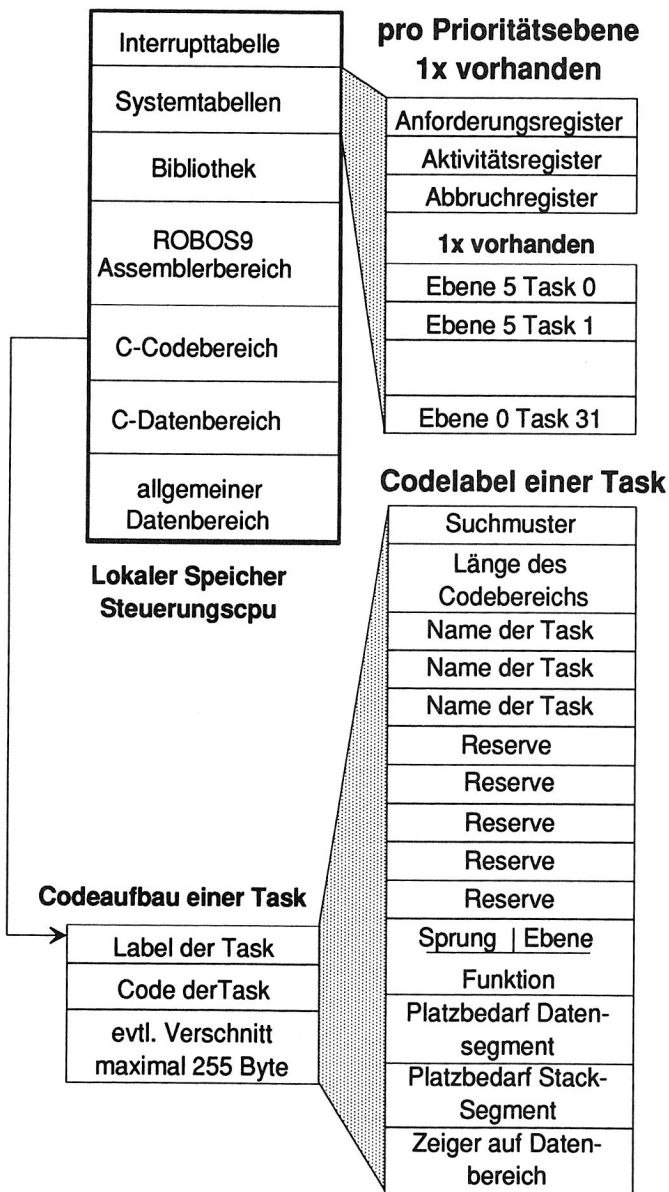 Interrupttabelle
Systemtabellen
Bibliothek
ROBOS9
Assemblerbereich
C-Codebereich
C-Datenbereich
allgemeiner
Datenbereich
Lokaler Speicher
Steuerungscpu
pro Prioritätsebene
1x vorhanden
Anforderungsregister
Aktivitätsregister
Abbruchregister
1x vorhanden
Ebene 5 Task 0
Ebene 5 Task 1
Ebene 0 Task 31
Codelabel einer Task
Suchmuster
Länge des
Codebereichs
Name der Task
Name der Task
Name der Task
Reserve
Reserve
Reserve
Reserve
Reserve
Sprung | Ebene
Funktion
Platzbedarf Daten-
segment
Platzbedarf Stack-
Segment
Zeiger auf Daten-
bereich
Codeaufbau einer Task
Label der Task
Code derTask
evtl. Verschnitt
maximal 255 Byte